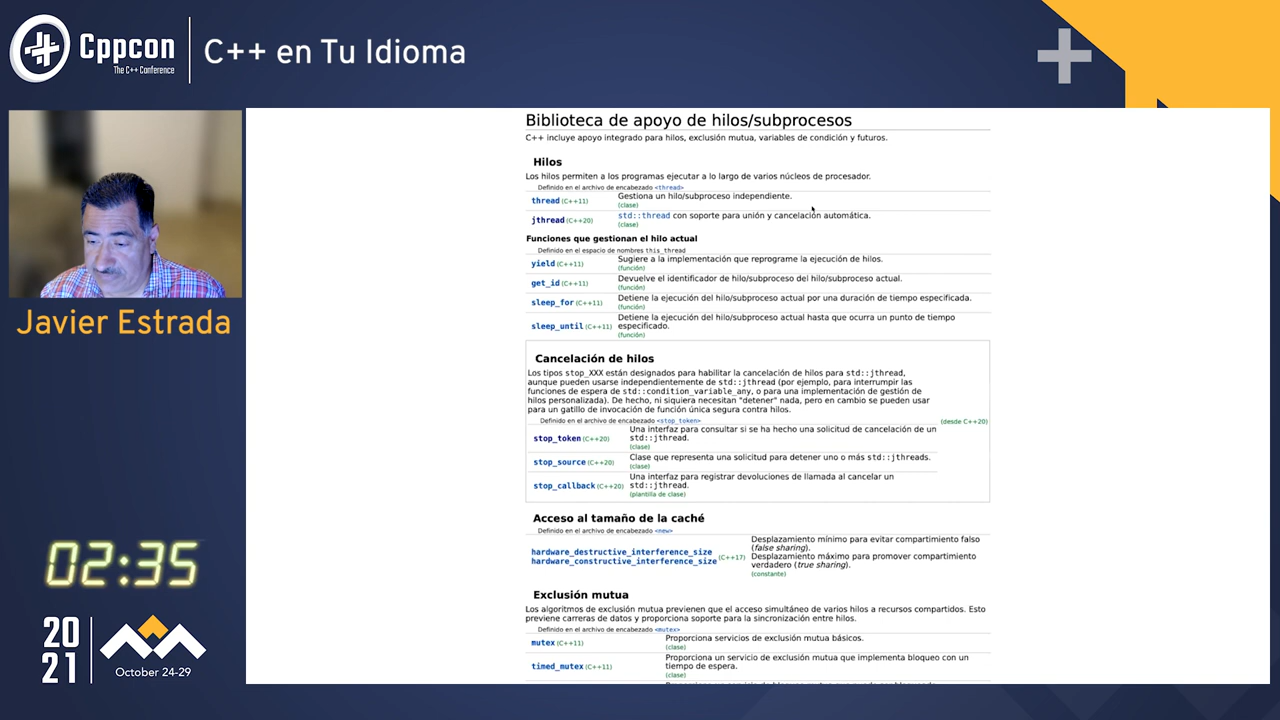 Cppcon
The C++ Conference
C++ en Tu Idioma
Javier Estrada
02:35
20
21
October 24-29
Biblioteca de apoyo de hilos/subprocesos
C++ incluye apoyo integrado para hilos, exclusión mutua, variables de condición y futuros.
Hilos
Los hilos permiten a los programas ejecutar a lo largo de varios núcleos de procesador.
Definido en el archivo de encabezado <thread>
thread (C++11) Gestiona un hilo/subproceso independiente.
(clase)
jthread (C++20) std::thread con soporte para unión y cancelación automática.
(clase)
Funciones que gestionan el hilo actual
Definido en el espacio de nombres this_thread
yield (C++11) Sugiere a la implementación que reprograme la ejecución de hilos.
(función)
get_id (C++11) Devuelve el identificador de hilo/subproceso del hilo/subproceso actual.
(función)
sleep_for (C++11) Detiene la ejecución del hilo/subproceso actual por una duración de tiempo especificada.
(función)
sleep_until (C++11) Detiene la ejecución del hilo/subproceso actual hasta que ocurra un punto de tiempo
especificado.
(función)
Cancelación de hilos
Los tipos stop_XXX están designados para habilitar la cancelación de hilos para std::jthread,
aunque pueden usarse independientemente de std::jthread (por ejemplo, para interrumpir las
funciones de espera de std::condition_variable_any, o para una implementación de gestión de
hilos personalizada). De hecho, ni siquiera necesitan "detener" nada, pero en cambio se pueden usar
para un gatillo de invocación de función única segura contra hilos.
Definido en el archivo de encabezado <stop_token>
(desde C++20)
stop_token (C++20) Una interfaz para consultar si se ha hecho una solicitud de cancelación de un
std::jthread.
(clase)
stop_source (C++20) Clase que representa una solicitud para detener uno o más std::jthreads.
(clase)
stop_callback (C++20) Una interfaz para registrar devoluciones de llamada al cancelar un
std::jthread.
(plantilla de clase)
Acceso al tamaño de la caché
Definido en el archivo de encabezado <new>
hardware_destructive_interference_size
hardware_constructive_interference_size (C++17)
Desplazamiento mínimo para evitar compartimiento falso
(false sharing).
Desplazamiento máximo para promover compartimiento
verdadero (true sharing).
(constante)
Exclusión mutua
Los algoritmos de exclusión mutua previenen que el acceso simultáneo de varios hilos a recursos compartidos. Esto
previene carreras de datos y proporciona soporte para la sincronización entre hilos.
Definido en el archivo de encabezado <mutex>
mutex (C++11) Proporciona servicios de exclusión mutua básicos.
(clase)
timed_mutex (C++11) Proporciona un servicio de exclusión mutua que implementa bloqueo con un
tiempo de espera.
(clase)